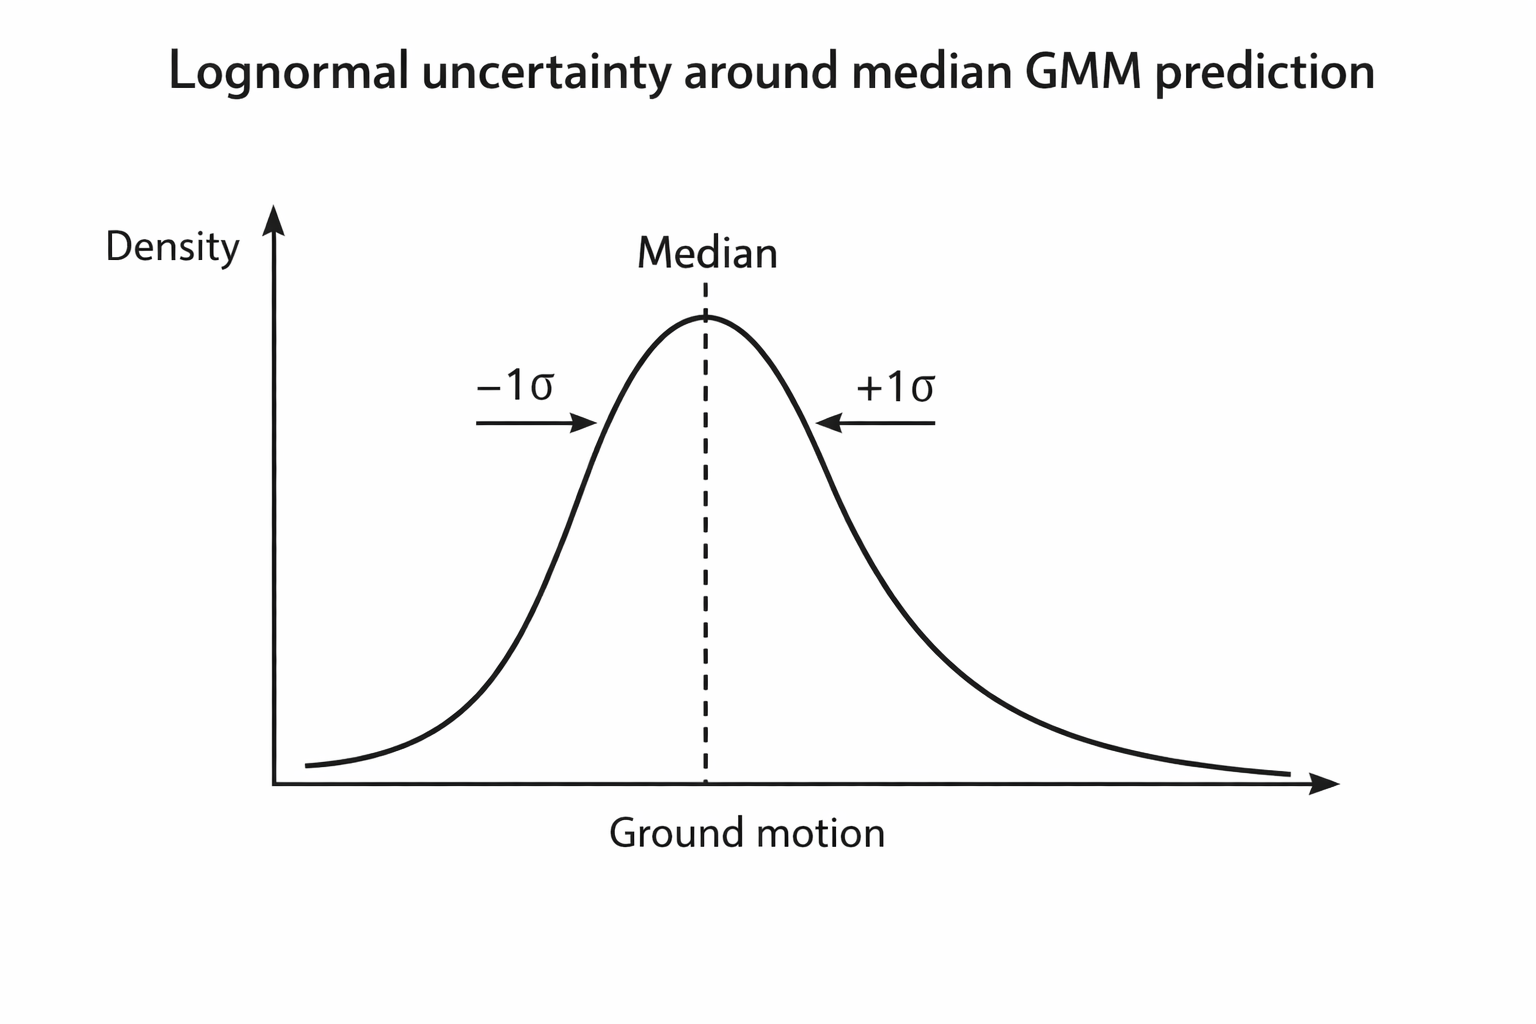 Lognormal uncertainty around median GMM prediction
Density
Median
−1σ
+1σ
Ground motion